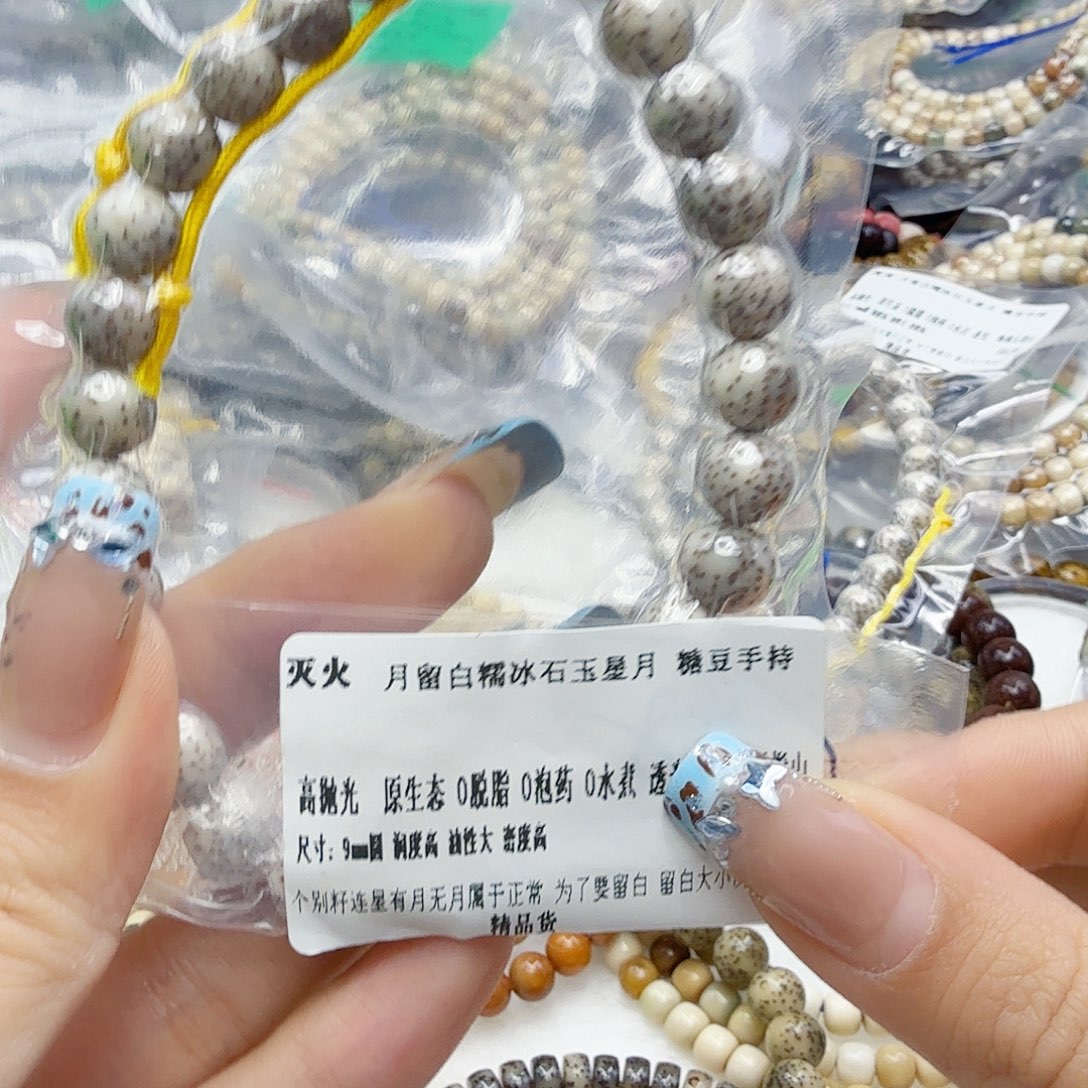 灭火 月留白糯冰石玉星月 糖豆手持
高抛光 原生态 0脱脂 0泡药 0水煮 透
尺寸：9mm圆 润度高 油性大 密度高
个别籽连星有月无月属于正常 为了要留白 留白大小
精品货